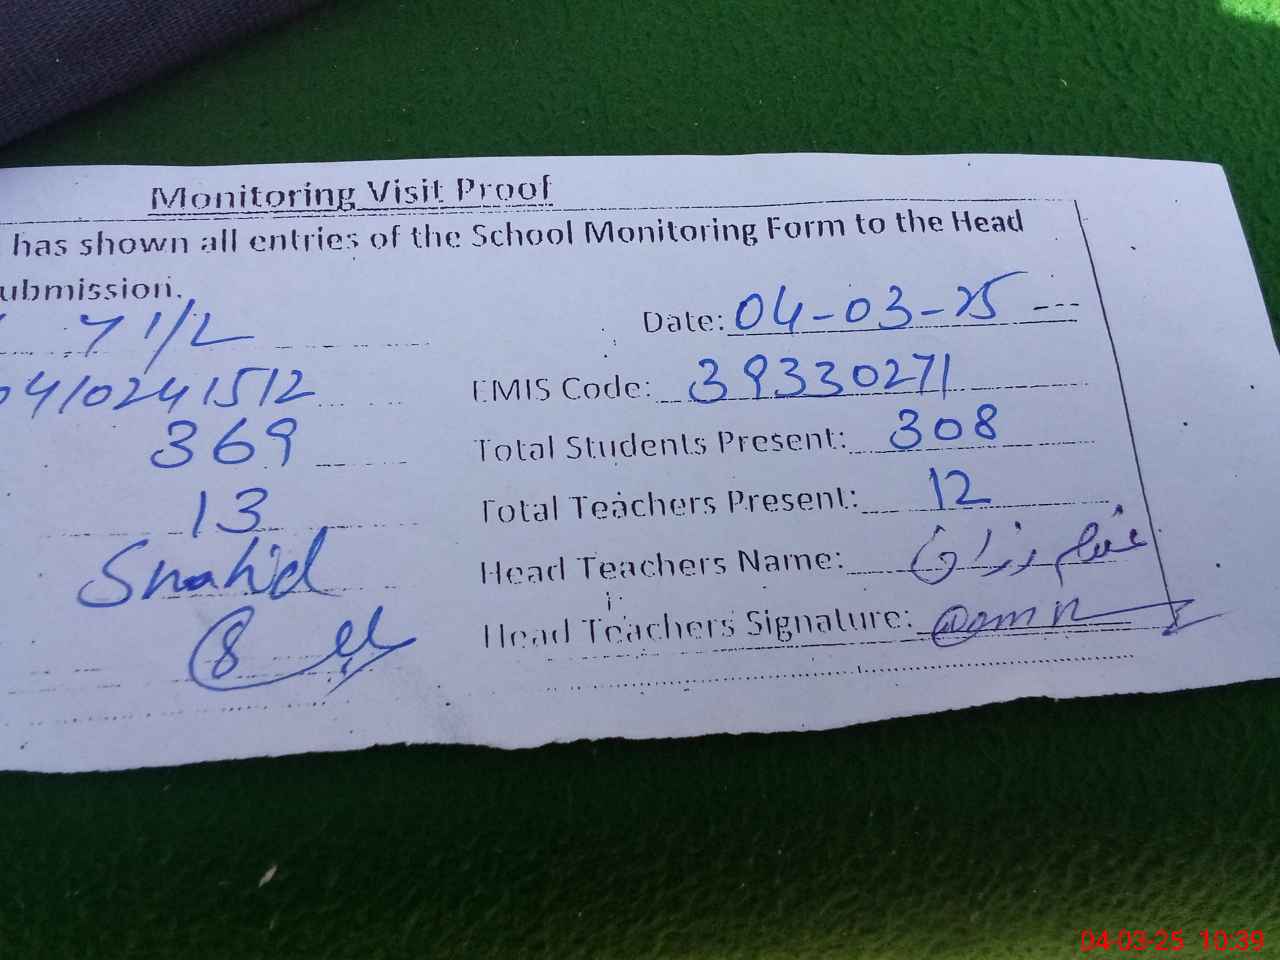 Monitoring Visit Proof
has shown all entries of the School Monitoring Form to the Head
ubmission.
71/L Date: 04-03-25
0410241512 EMIS Code: 39330271
369 Total Students Present: 308
13 Total Teachers Present: 12
Shahid Head Teachers Name:
Head Teachers Signature:
04-03-25 10:39